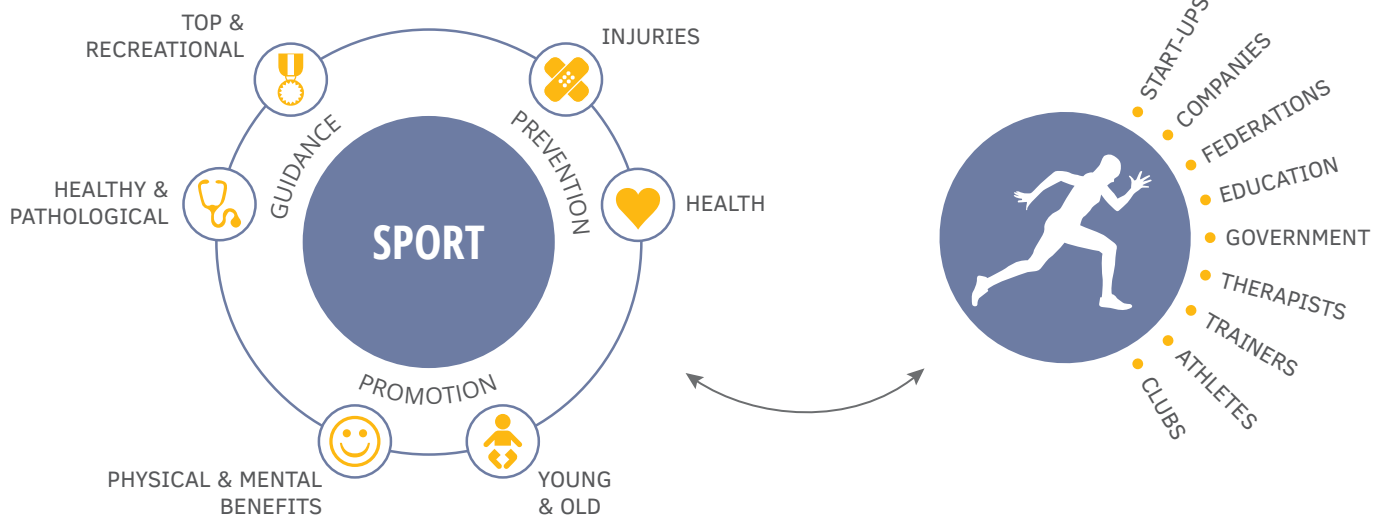 TOP &
RECREATIONAL
INJURIES
GUIDANCE
PREVENTION
HEALTHY &
PATHOLOGICAL
HEALTH
SPORT
PROMOTION
PHYSICAL & MENTAL
BENEFITS
YOUNG
& OLD
START-UPS
COMPANIES
FEDERATIONS
EDUCATION
GOVERNMENT
THERAPISTS
TRAINERS
ATHLETES
CLUBS